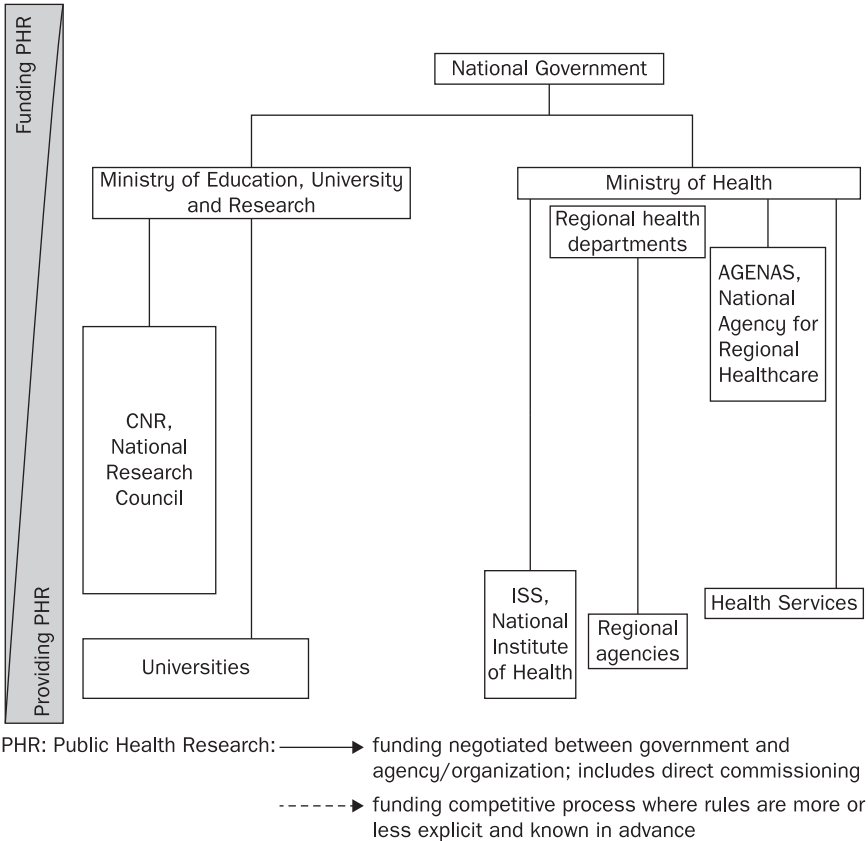 Funding PHR
National Government
Ministry of Education, University
and Research
Ministry of Health
Regional health
departments
AGENAS,
National
Agency for
Regional
Healthcare
CNR,
National
Research
Council
ISS,
National
Institute
of Health
Health Services
Regional
agencies
Universities
Providing PHR
PHR: Public Health Research: funding negotiated between government and
agency/organization; includes direct commissioning
funding competitive process where rules are more or
less explicit and known in advance